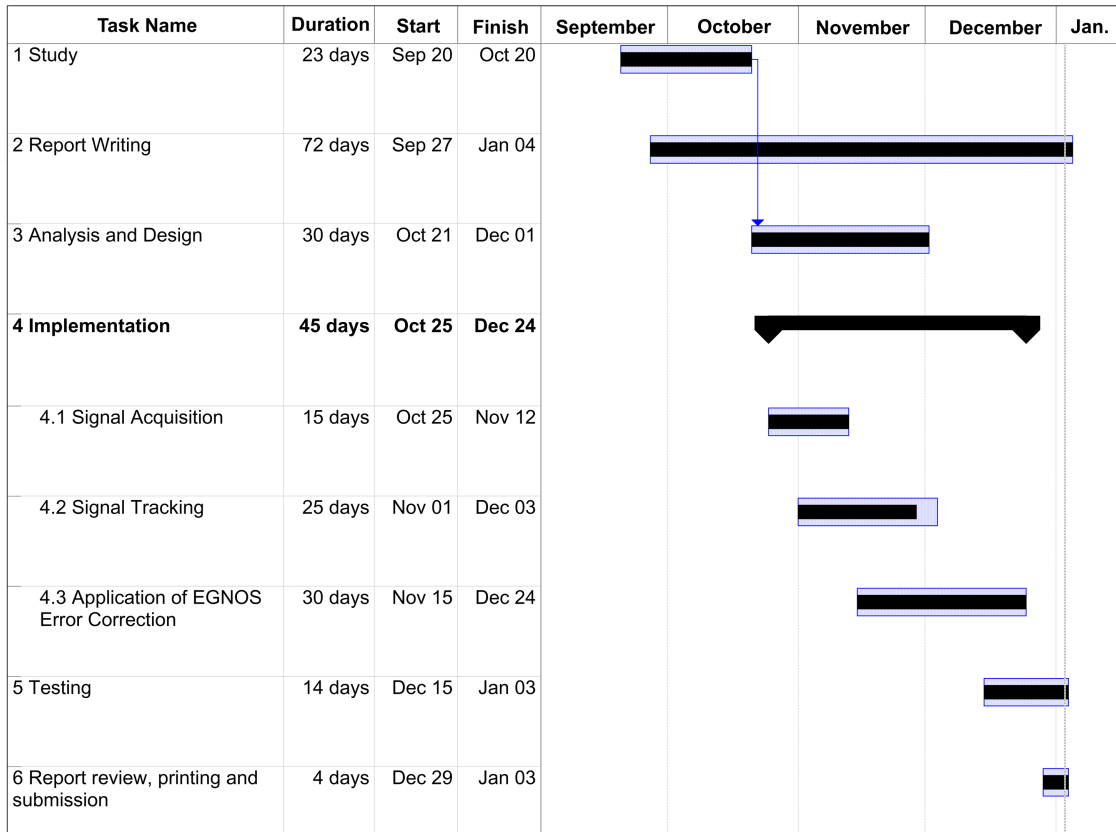 Task Name Duration Start Finish September October November December Jan.
1 Study 23 days Sep 20 Oct 20
2 Report Writing 72 days Sep 27 Jan 04
3 Analysis and Design 30 days Oct 21 Dec 01
4 Implementation 45 days Oct 25 Dec 24
4.1 Signal Acquisition 15 days Oct 25 Nov 12
4.2 Signal Tracking 25 days Nov 01 Dec 03
4.3 Application of EGNOS 30 days Nov 15 Dec 24
Error Correction
5 Testing 14 days Dec 15 Jan 03
6 Report review, printing and 4 days Dec 29 Jan 03
submission